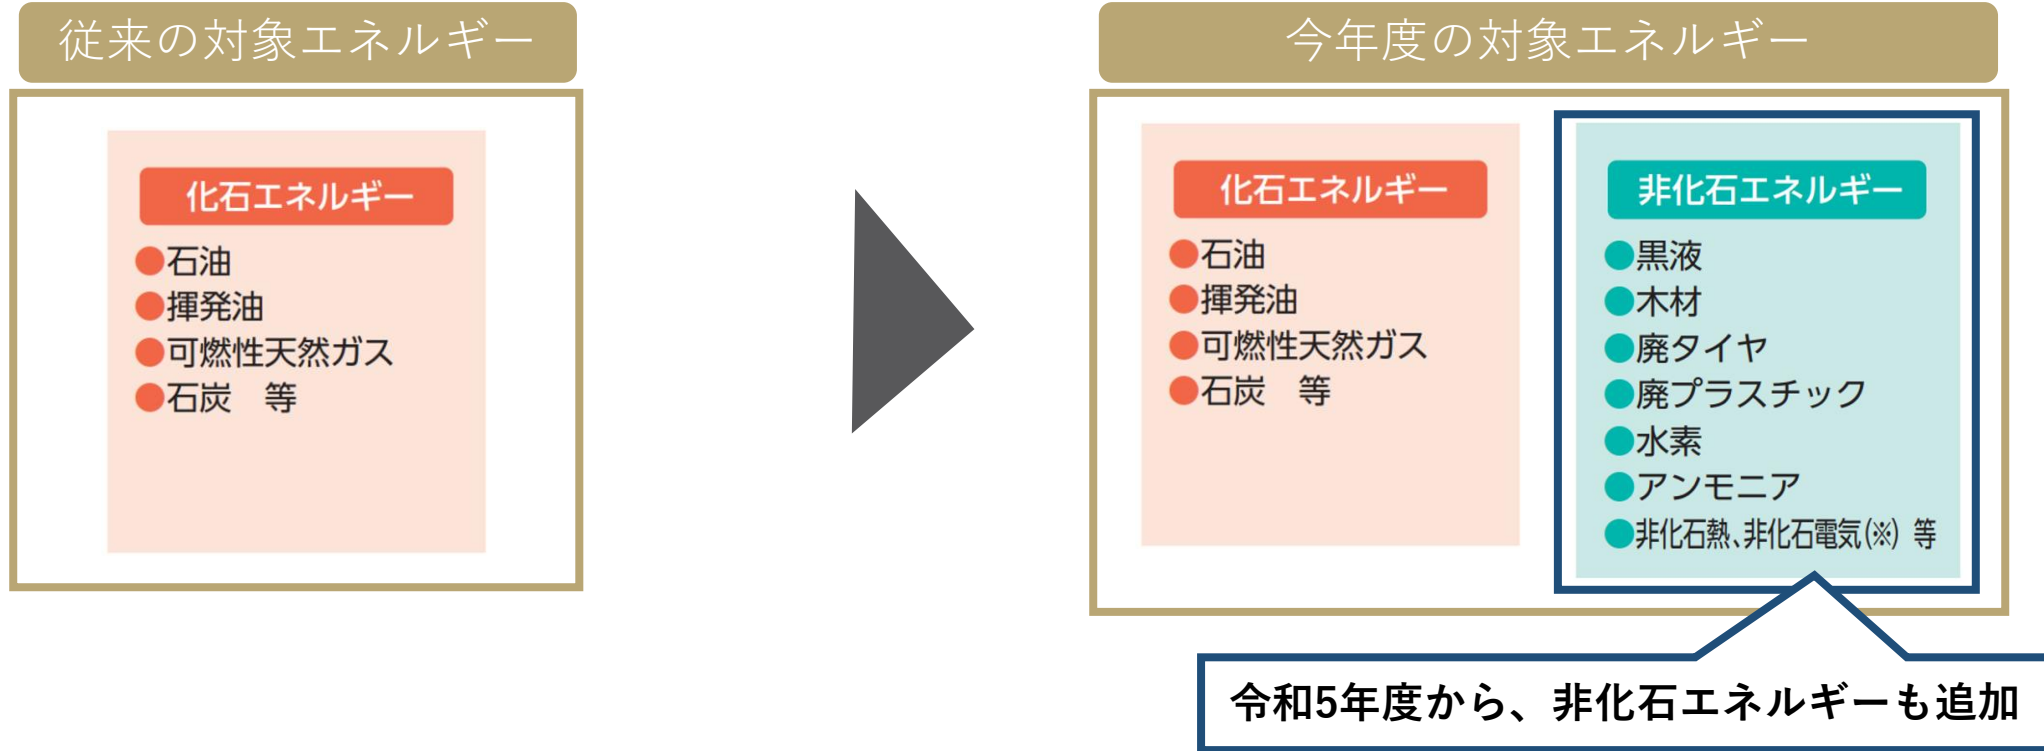 従来の対象エネルギー
化石エネルギー
●石油
●揮発油
●可燃性天然ガス
●石炭　等
今年度の対象エネルギー
化石エネルギー
●石油
●揮発油
●可燃性天然ガス
●石炭　等
非化石エネルギー
●黒液
●木材
●廃タイヤ
●廃プラスチック
●水素
●アンモニア
●非化石熱、非化石電気(※) 等
令和5年度から、非化石エネルギーも追加